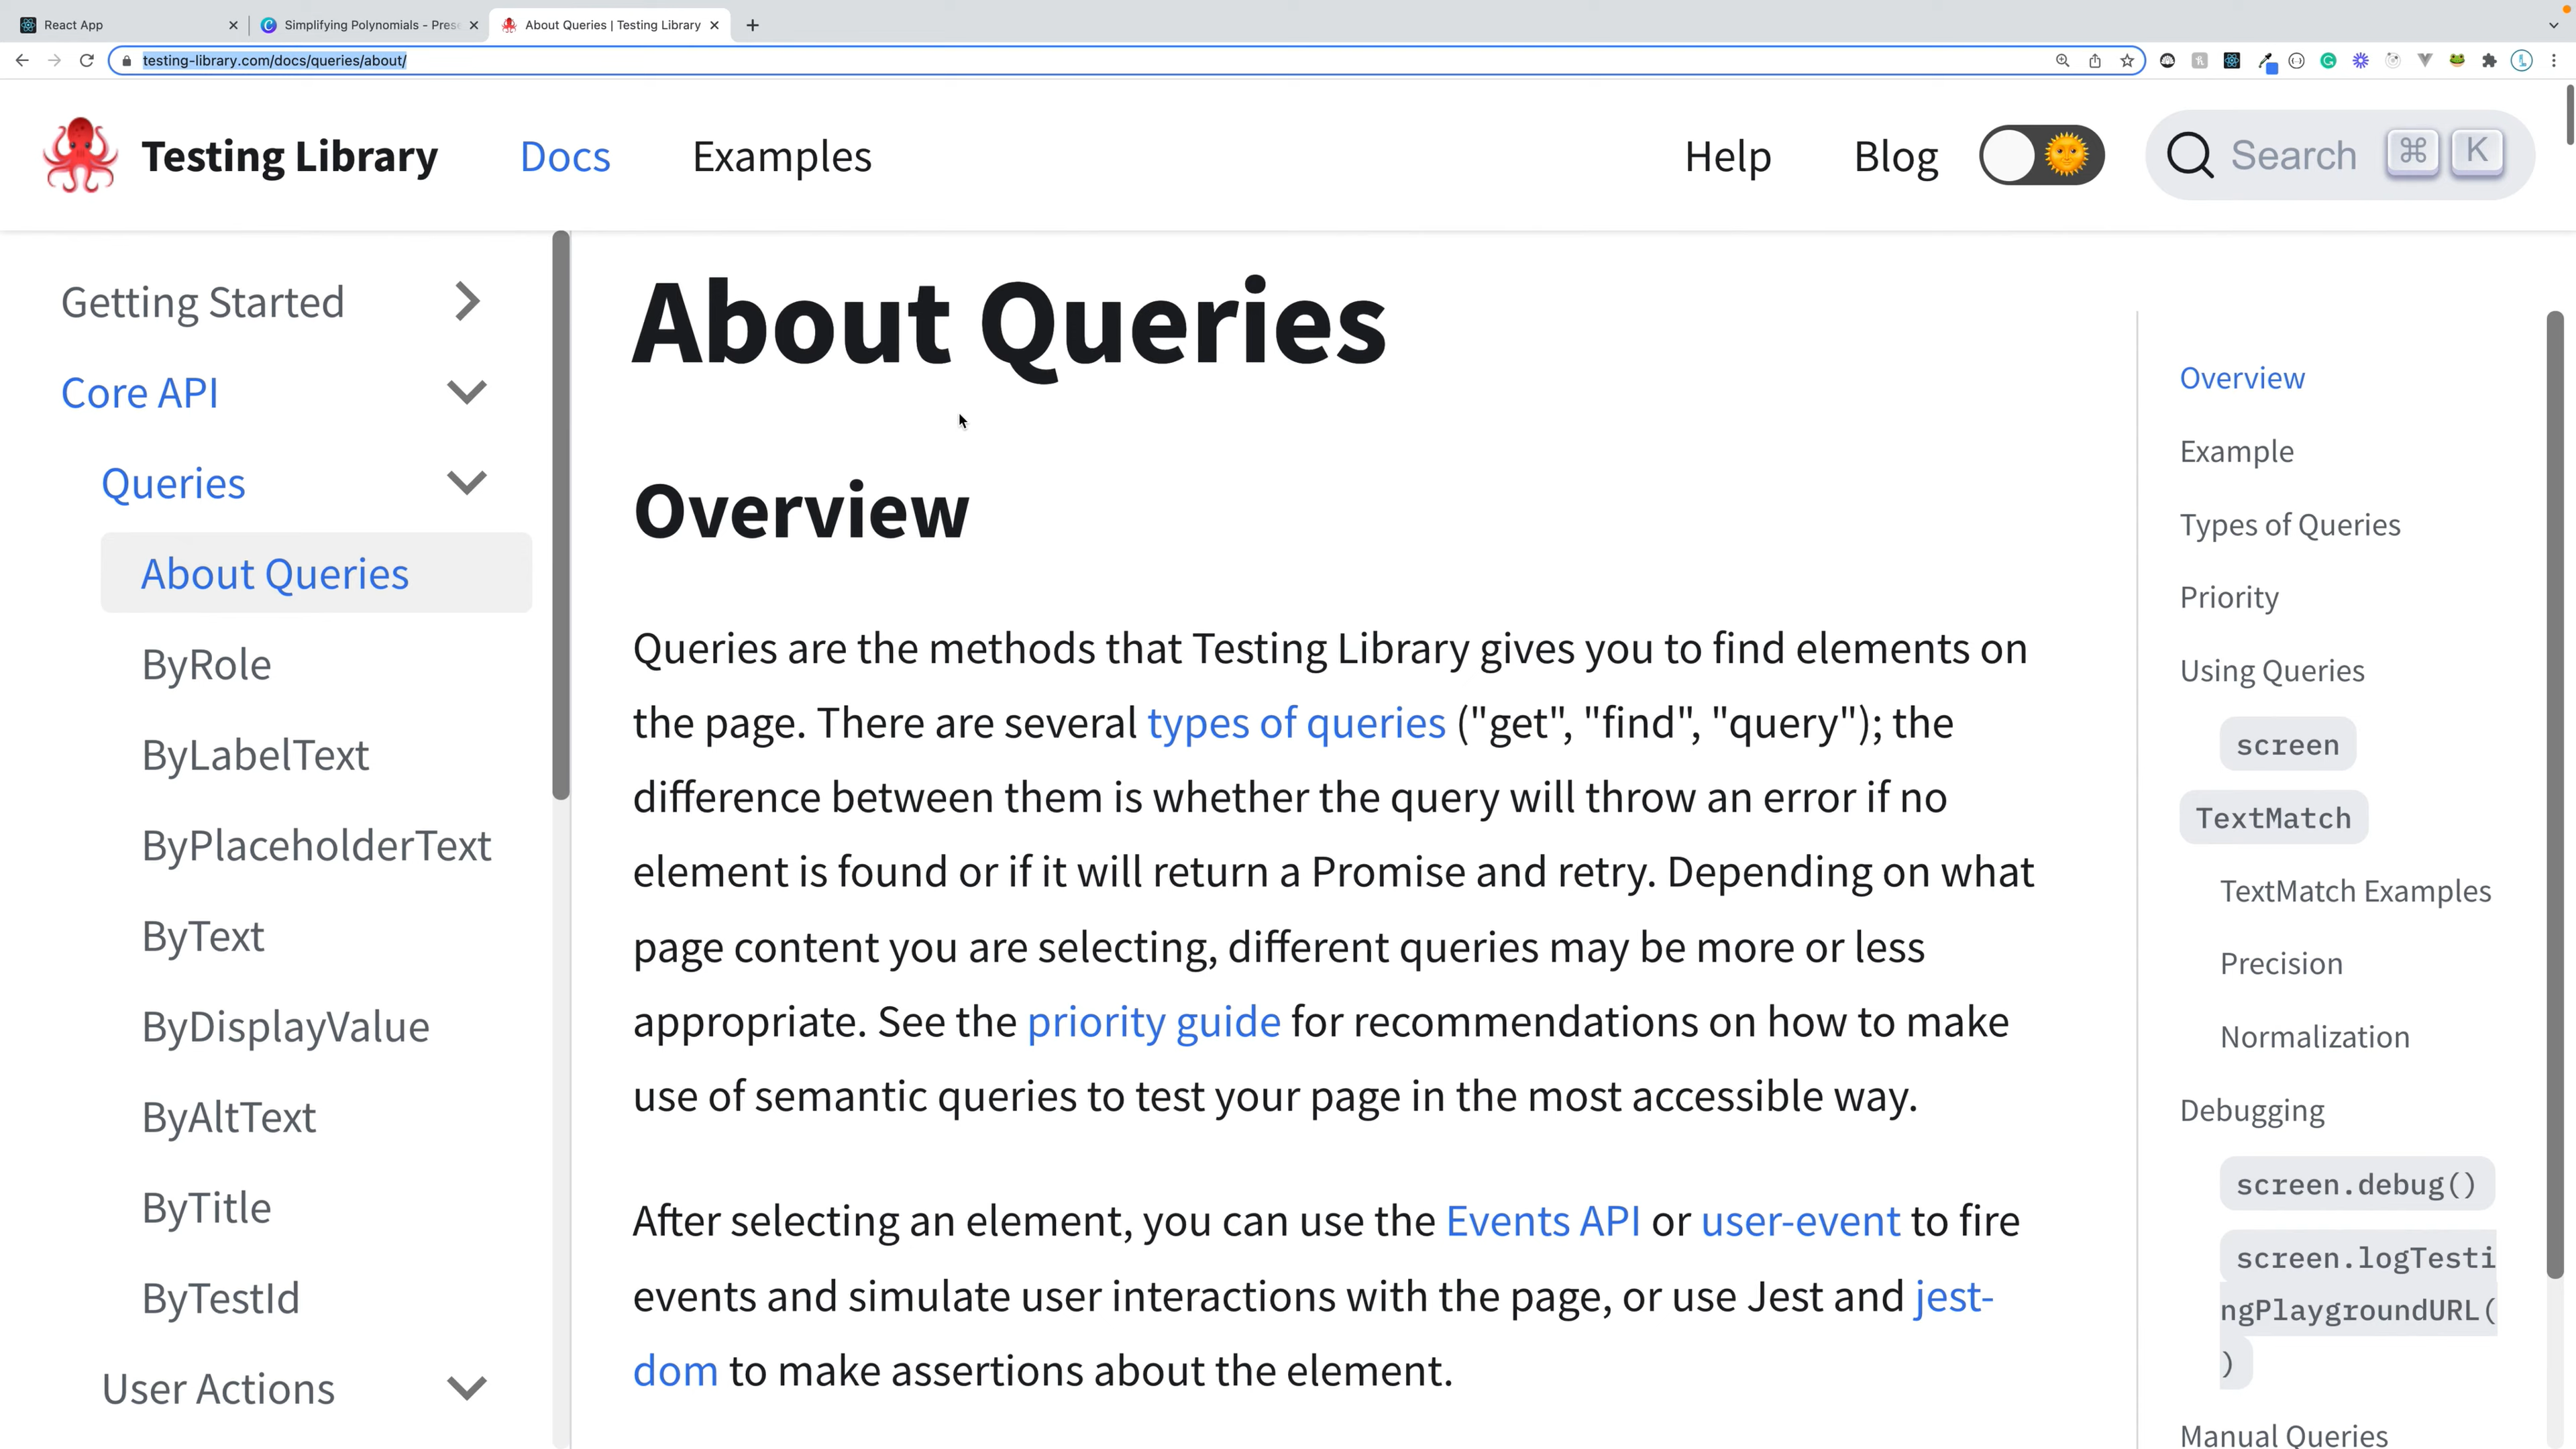 React App
Simplifying Polynomials - Pres
About Queries | Testing Library
testing-library.com/docs/queries/about/
Testing Library
Docs
Examples
Help
Blog
Search
⌘
K
Getting Started
Core API
Queries
About Queries
ByRole
ByLabelText
ByPlaceholderText
ByText
ByDisplayValue
ByAltText
ByTitle
ByTestId
User Actions
About Queries
Overview
Queries are the methods that Testing Library gives you to find elements on
the page. There are several types of queries ("get", "find", "query"); the
difference between them is whether the query will throw an error if no
element is found or if it will return a Promise and retry. Depending on what
page content you are selecting, different queries may be more or less
appropriate. See the priority guide for recommendations on how to make
use of semantic queries to test your page in the most accessible way.
After selecting an element, you can use the Events API or user-event to fire
events and simulate user interactions with the page, or use Jest and jest-
dom to make assertions about the element.
Overview
Example
Types of Queries
Priority
Using Queries
screen
TextMatch
TextMatch Examples
Precision
Normalization
Debugging
screen.debug()
screen.logTesti
ngPlaygroundURL(
)
Manual Queries